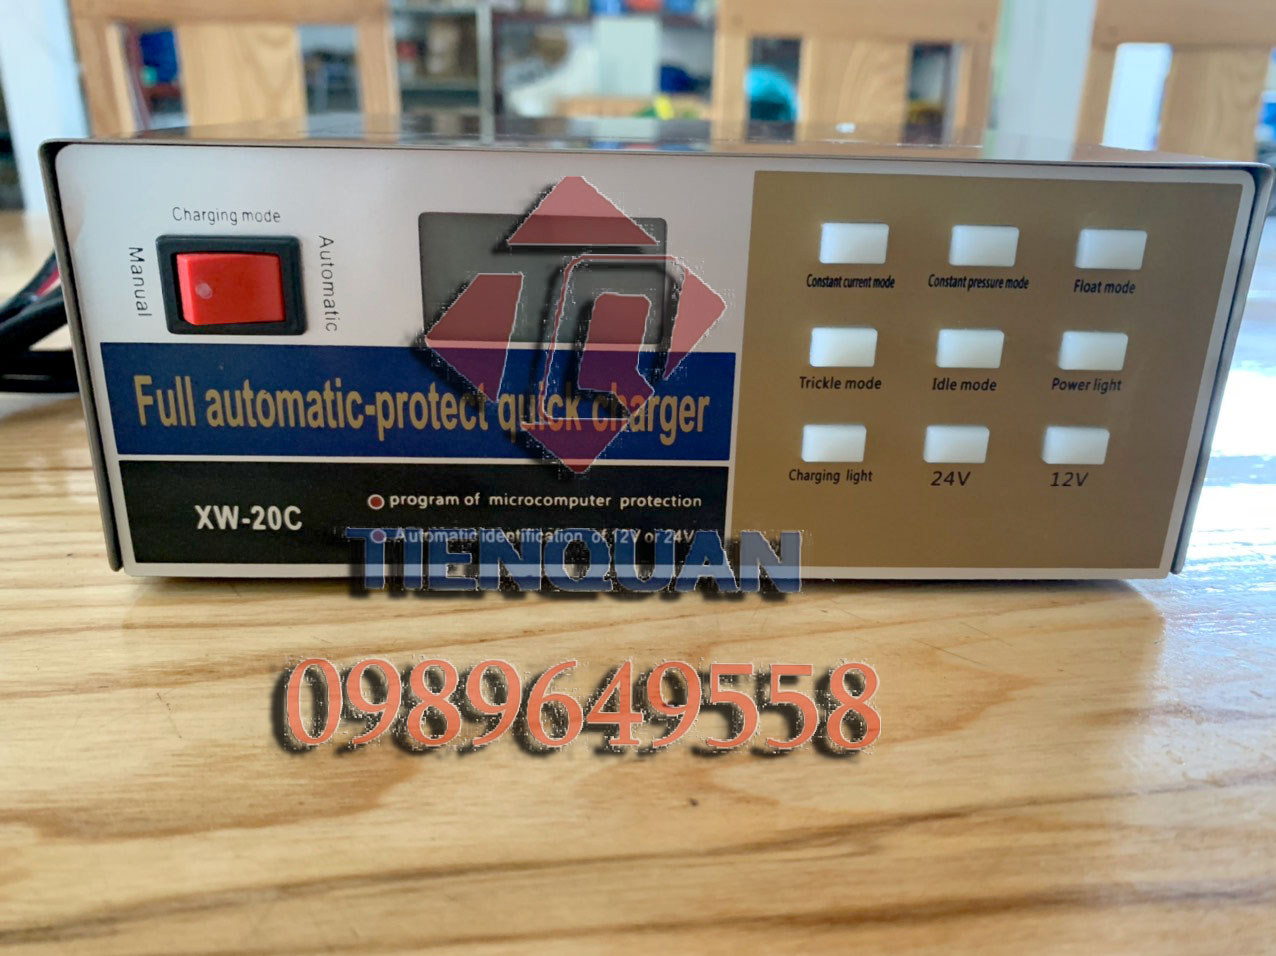 Charging mode
Manual
Automatic
Full automatic-protect quick charger
XW-20C
program of microcomputer protection
Automatic identification of 12V or 24V
Constant current mode
Constant pressure mode
Float mode
Trickle mode
Idle mode
Power light
Charging light
24V
12V
TIENQUAN
0989649558